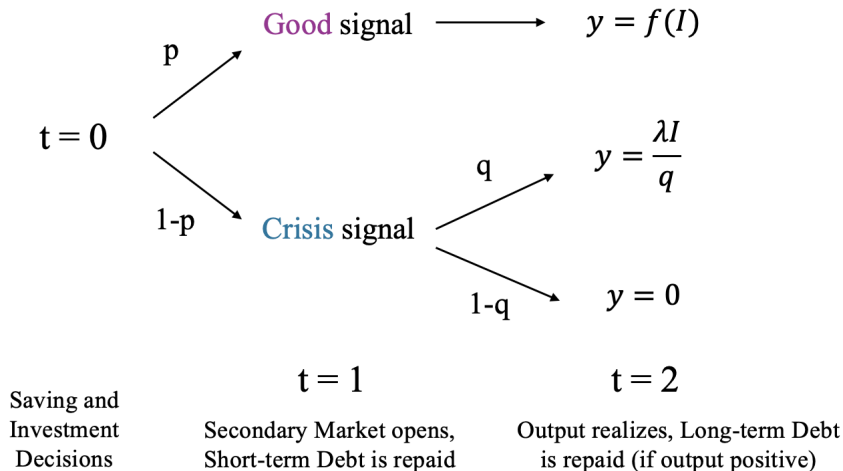 Good signal
y = f(I)
p
t = 0
y = λI/q
q
1-p
Crisis signal
1-q
y = 0
t = 1
t = 2
Saving and
Investment
Decisions
Secondary Market opens,
Short-term Debt is repaid
Output realizes, Long-term Debt
is repaid (if output positive)